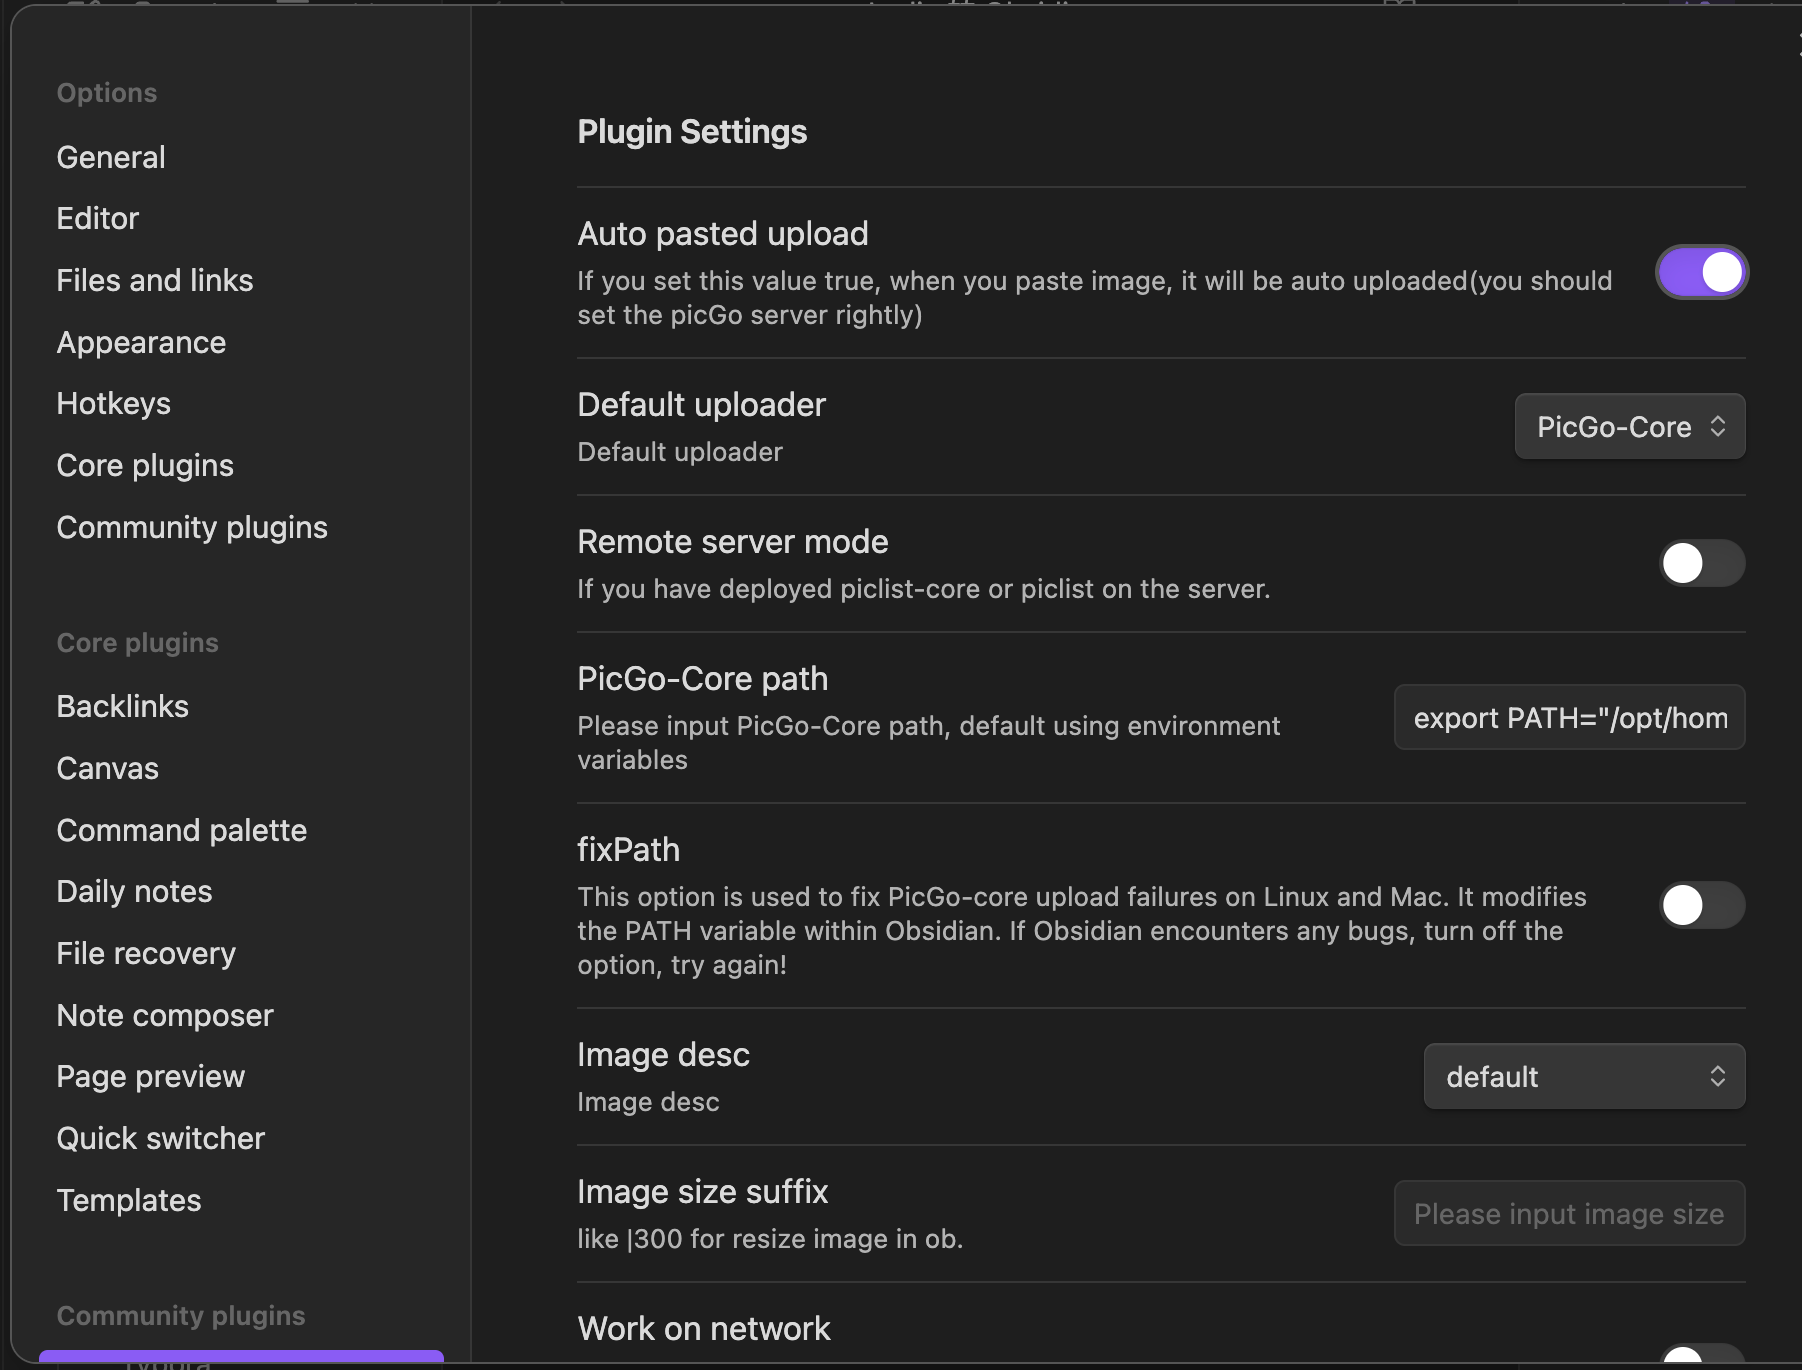 Options
General
Editor
Files and links
Appearance
Hotkeys
Core plugins
Community plugins
Core plugins
Backlinks
Canvas
Command palette
Daily notes
File recovery
Note composer
Page preview
Quick switcher
Templates
Community plugins
Plugin Settings
Auto pasted upload
If you set this value true, when you paste image, it will be auto uploaded(you should
set the picGo server rightly)
Default uploader
Default uploader
PicGo-Core
Remote server mode
If you have deployed piclist-core or piclist on the server.
PicGo-Core path
Please input PicGo-Core path, default using environment
variables
export PATH="/opt/hom
fixPath
This option is used to fix PicGo-core upload failures on Linux and Mac. It modifies
the PATH variable within Obsidian. If Obsidian encounters any bugs, turn off the
option, try again!
Image desc
Image desc
default
Image size suffix
like |300 for resize image in ob.
Please input image size
Work on network